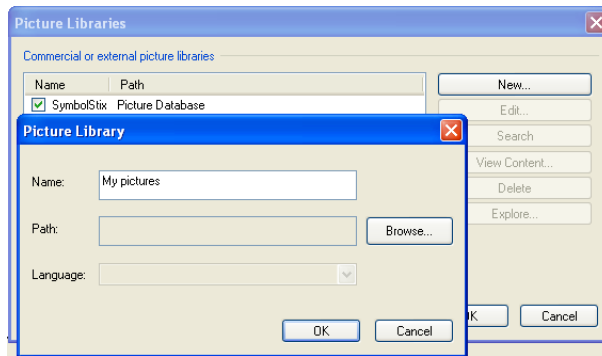 Picture Libraries
Commercial or external picture libraries
Name Path
SymbolStix Picture Database
New...
Edit...
Search
View Content...
Delete
Explore...
Cancel
Picture Library
Name: My pictures
Path: Browse...
Language:
OK Cancel